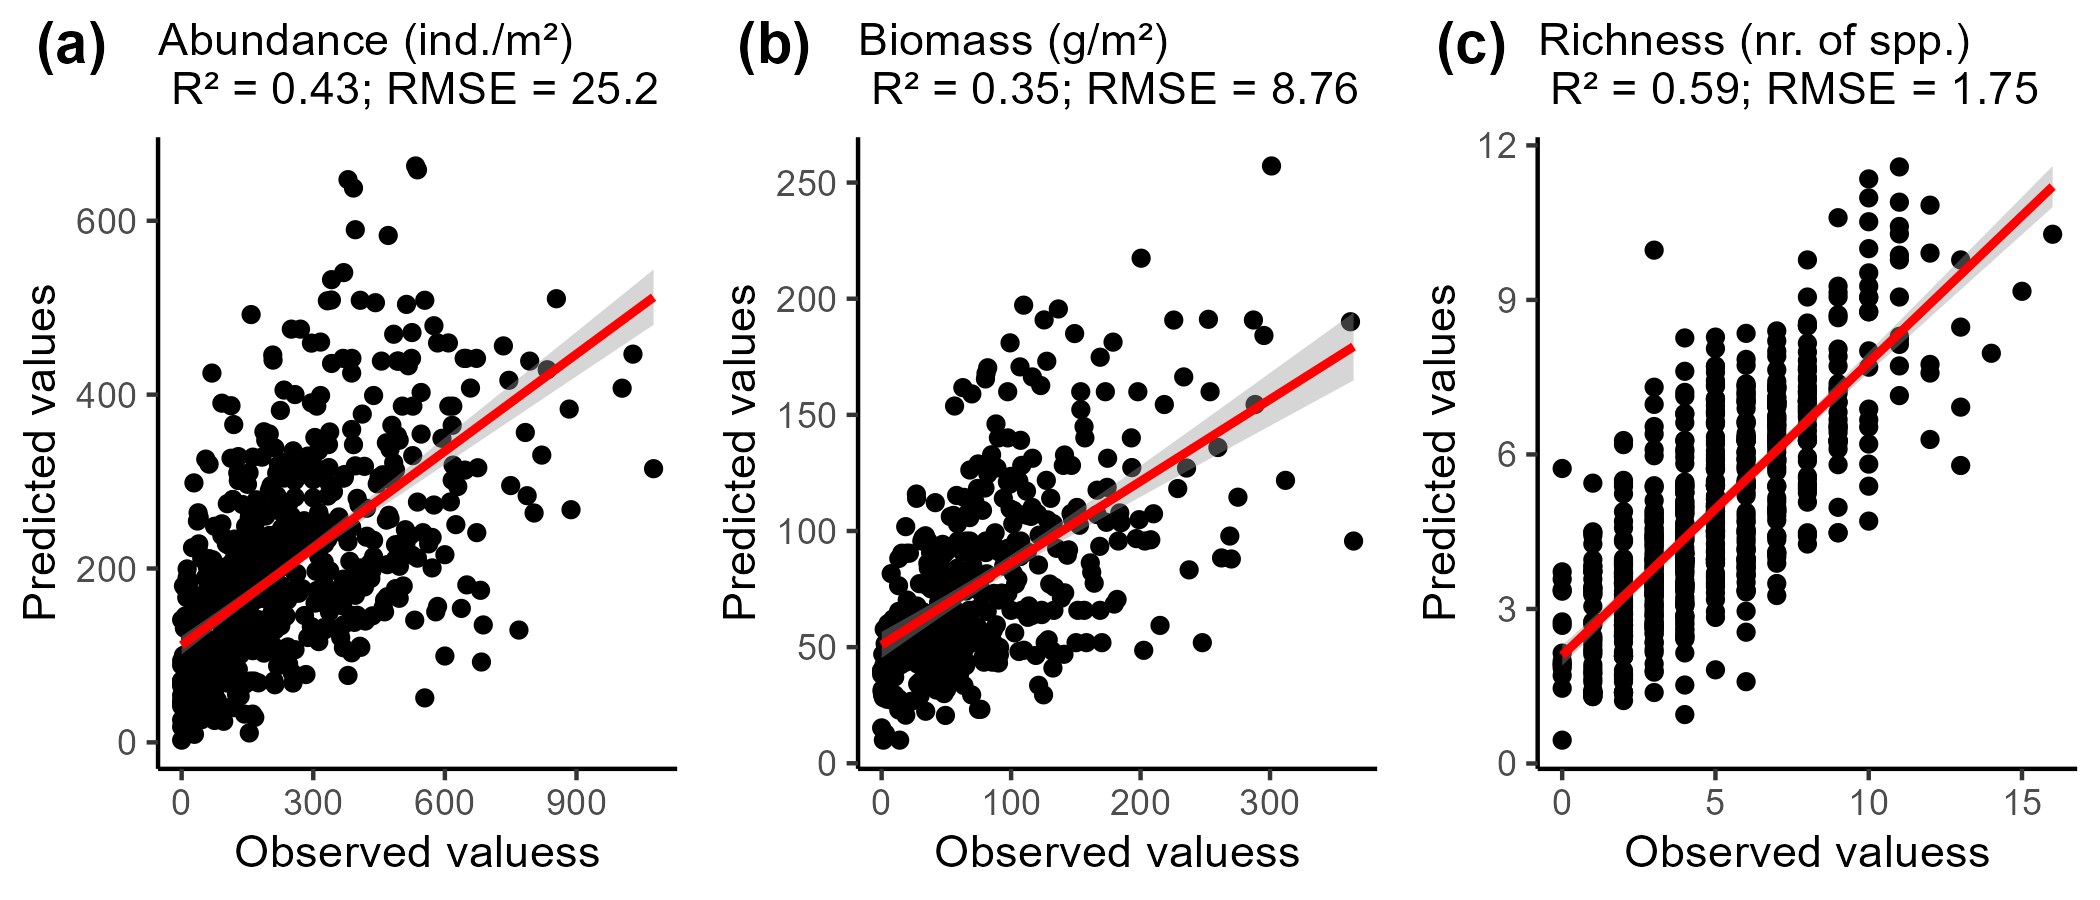 (a) Abundance (ind./m²)
R² = 0.43; RMSE = 25.2
600
400
200
0
0 300 600 900
Predicted values
Observed valuess
(b) Biomass (g/m²)
R² = 0.35; RMSE = 8.76
250
200
150
100
50
0
0 100 200 300
Predicted values
Observed valuess
(c) Richness (nr. of spp.)
R² = 0.59; RMSE = 1.75
12
9
6
3
0
0 5 10 15
Predicted values
Observed valuess